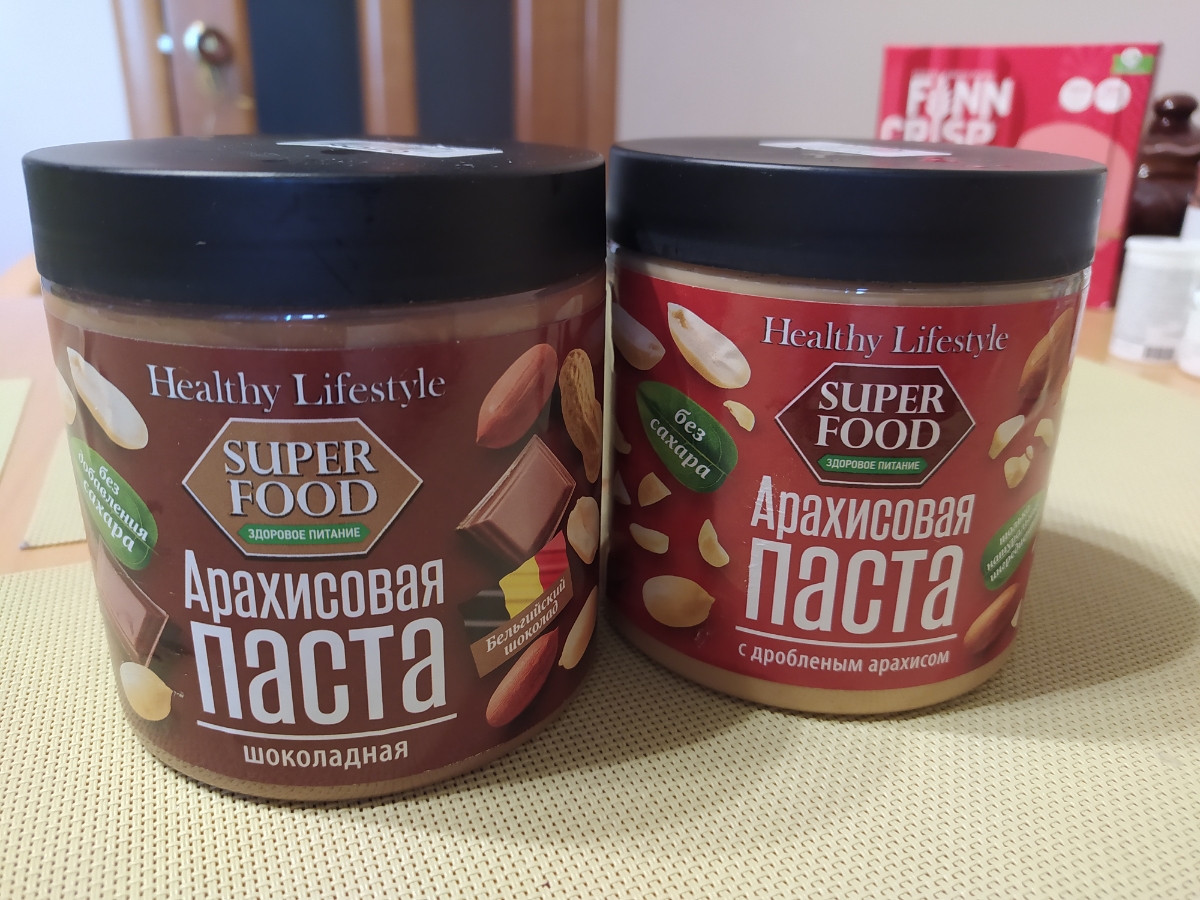 Healthy Lifestyle
SUPER
FOOD
ЗДОРОВОЕ ПИТАНИЕ
без
добавления
сахара
Арахисовая
ПАСТА
шоколадная
Бельгийский
шоколад
Healthy Lifestyle
SUPER
FOOD
ЗДОРОВОЕ ПИТАНИЕ
без
сахара
Арахисовая
ПАСТА
с дробленым арахисом
FINN
CRISP